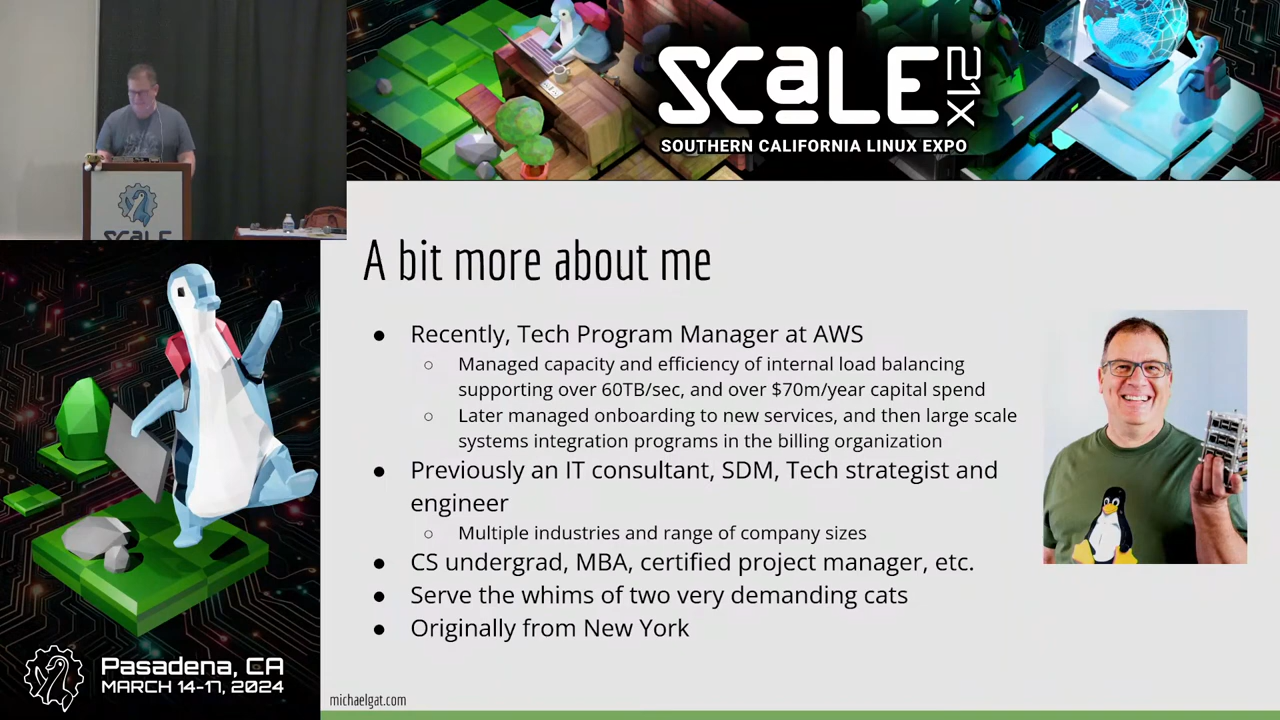 SCALE 21X
SOUTHERN CALIFORNIA LINUX EXPO
SCALE
A bit more about me
● Recently, Tech Program Manager at AWS
○ Managed capacity and efficiency of internal load balancing
supporting over 60TB/sec, and over $70m/year capital spend
○ Later managed onboarding to new services, and then large scale
systems integration programs in the billing organization
● Previously an IT consultant, SDM, Tech strategist and
engineer
○ Multiple industries and range of company sizes
● CS undergrad, MBA, certified project manager, etc.
● Serve the whims of two very demanding cats
● Originally from New York
Pasadena, CA
MARCH 14-17, 2024
michaelgat.com